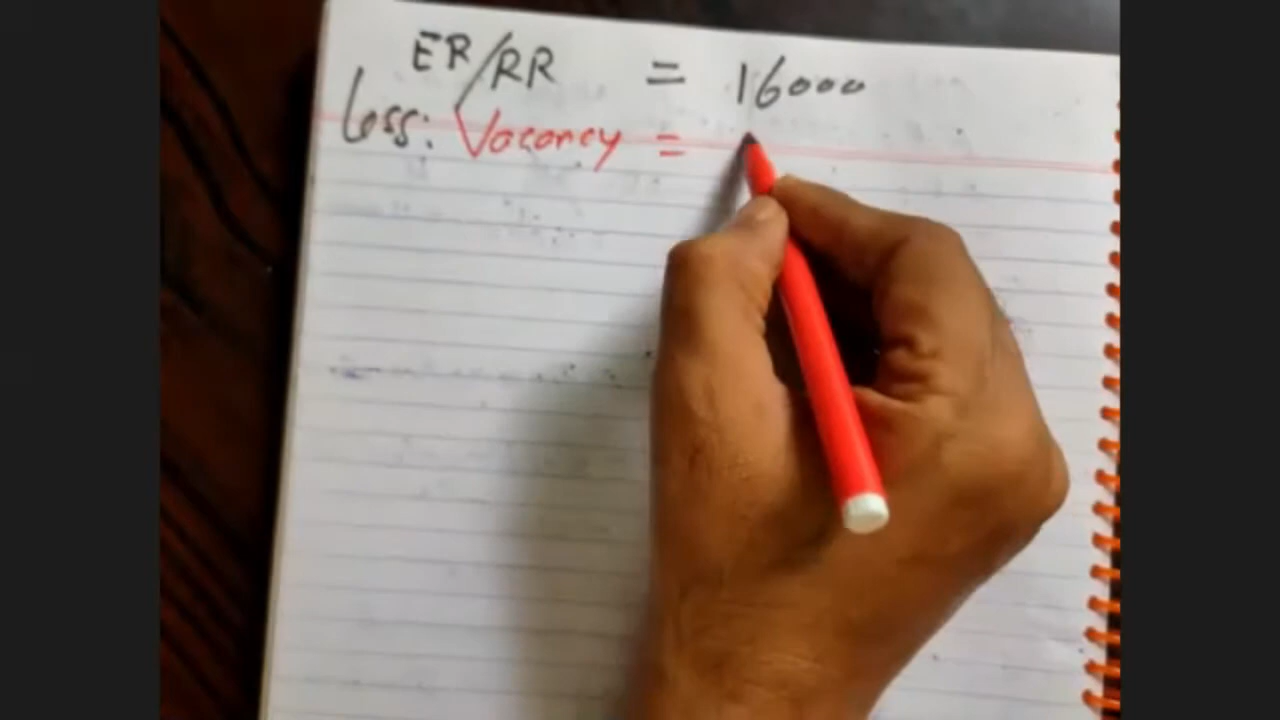 ER/RR = 16000
Less: Vacancy =